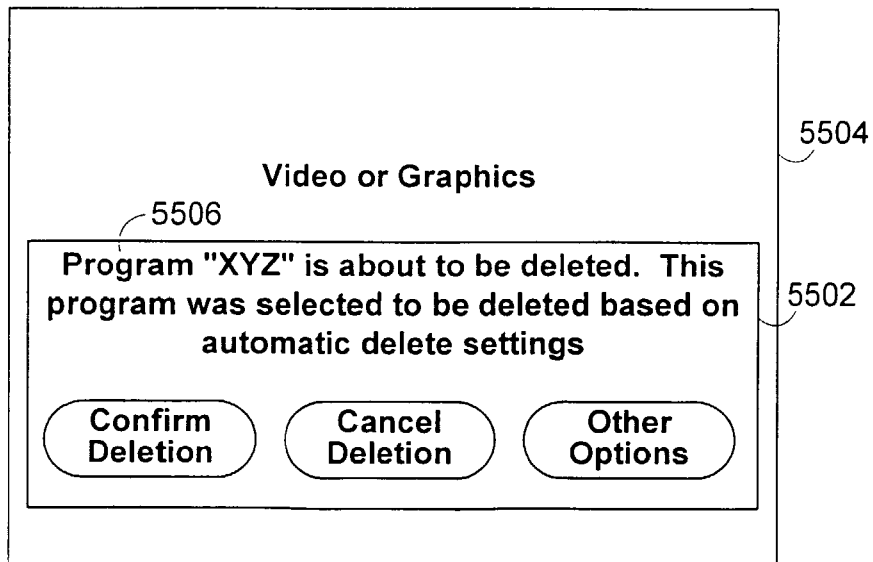 5504
Video or Graphics
5506
Program "XYZ" is about to be deleted. This
program was selected to be deleted based on
automatic delete settings
5502
Confirm
Deletion
Cancel
Deletion
Other
Options